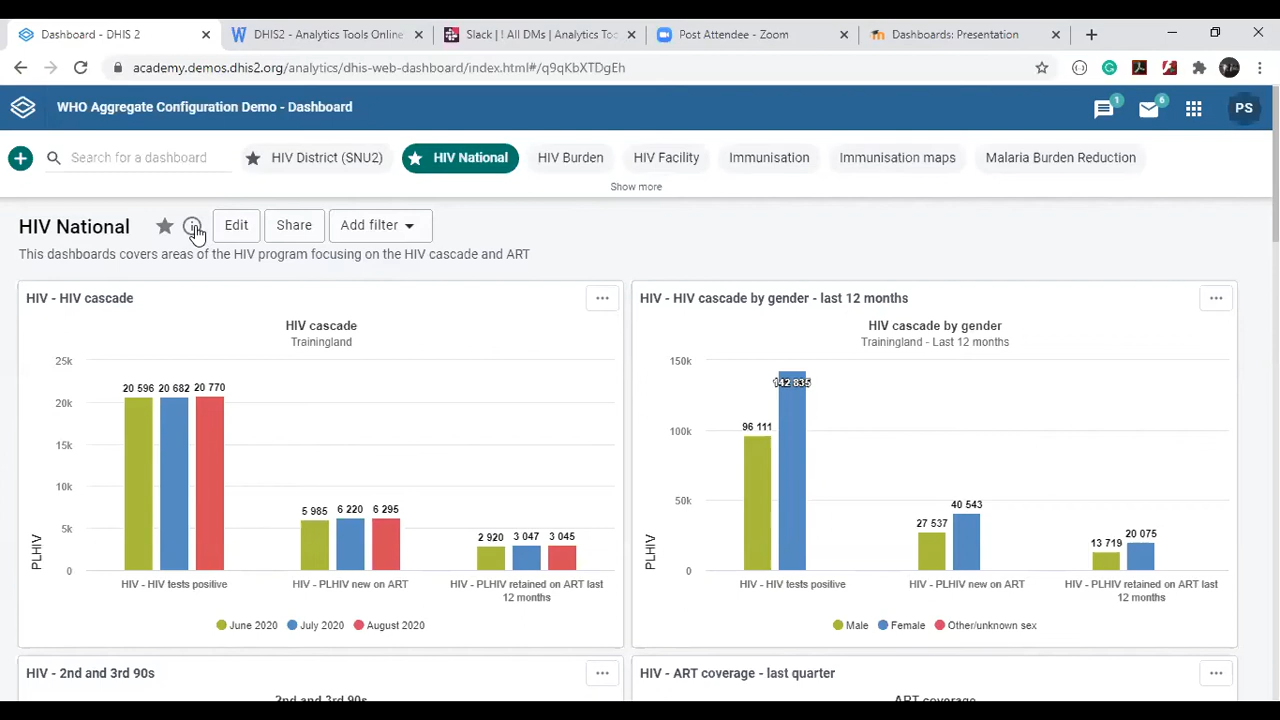 Dashboard - DHIS 2
DHIS2 - Analytics Tools Online
Slack | ! All DMs | Analytics Too
Post Attendee - Zoom
Dashboards: Presentation
academy.demos.dhis2.org/analytics/dhis-web-dashboard/index.html#/q9qKbXTDgEh
WHO Aggregate Configuration Demo - Dashboard
1
6
PS
Search for a dashboard
HIV District (SNU2)
HIV National
HIV Burden
HIV Facility
Immunisation
Immunisation maps
Malaria Burden Reduction
Show more
HIV National
Edit
Share
Add filter
This dashboards covers areas of the HIV program focusing on the HIV cascade and ART
HIV - HIV cascade
HIV cascade
Trainingland
25k
20k
15k
10k
5k
0
PLHIV
20 596
20 682
20 770
5 985
6 220
6 295
2 920
3 047
3 045
HIV - HIV tests positive
HIV - PLHIV new on ART
HIV - PLHIV retained on ART last
12 months
June 2020
July 2020
August 2020
HIV - HIV cascade by gender - last 12 months
HIV cascade by gender
Trainingland - Last 12 months
150k
100k
50k
0
PLHIV
96 111
142 835
27 537
40 543
13 719
20 075
HIV - HIV tests positive
HIV - PLHIV new on ART
HIV - PLHIV retained on ART last
12 months
Male
Female
Other/unknown sex
HIV - 2nd and 3rd 90s
2nd and 3rd 90s
HIV - ART coverage - last quarter
ART coverage